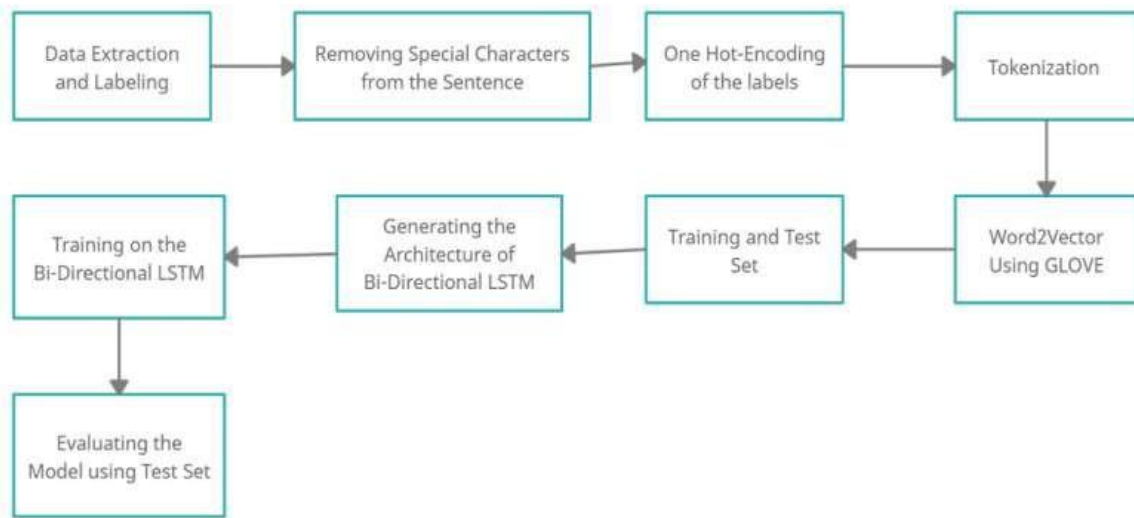 Data Extraction
and Labeling
Removing Special Characters
from the Sentence
One Hot-Encoding
of the labels
Tokenization
Word2Vector
Using GLOVE
Training and Test
Set
Generating the
Architecture of
Bi-Directional LSTM
Training on the
Bi-Directional LSTM
Evaluating the
Model using Test Set